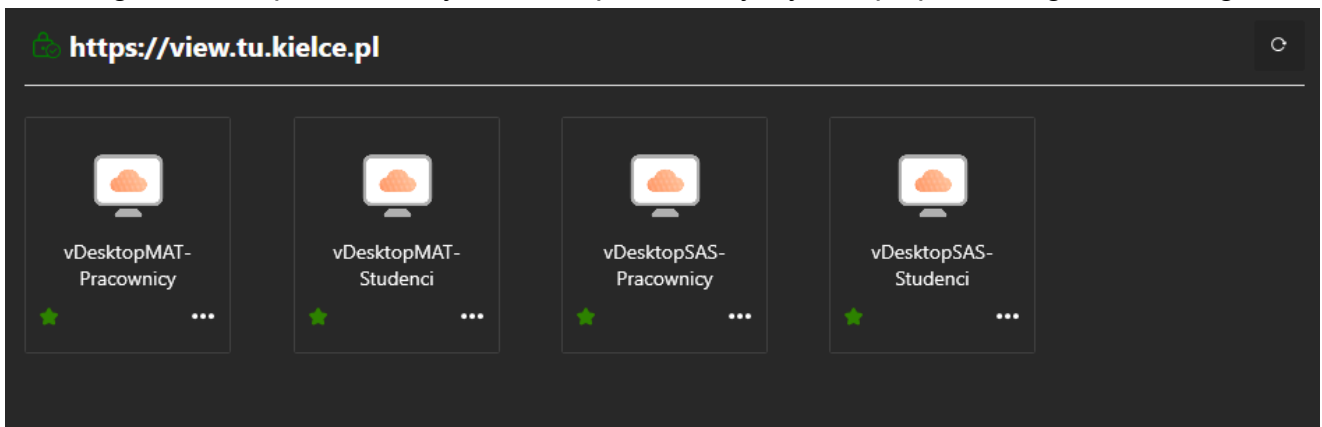 https://view.tu.kielce.pl
vDesktopMAT-
Pracownicy
vDesktopMAT-
Studenci
vDesktopSAS-
Pracownicy
vDesktopSAS-
Studenci